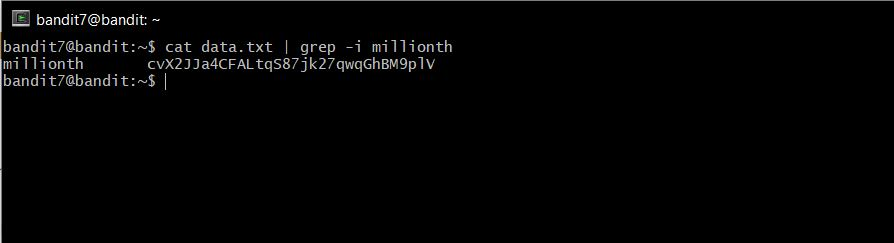 bandit7@bandit: ~
bandit7@bandit:~$ cat data.txt | grep -i millionth
millionth       cvX2JJa4CFALtqS87jk27qwqGhBM9plV
bandit7@bandit:~$